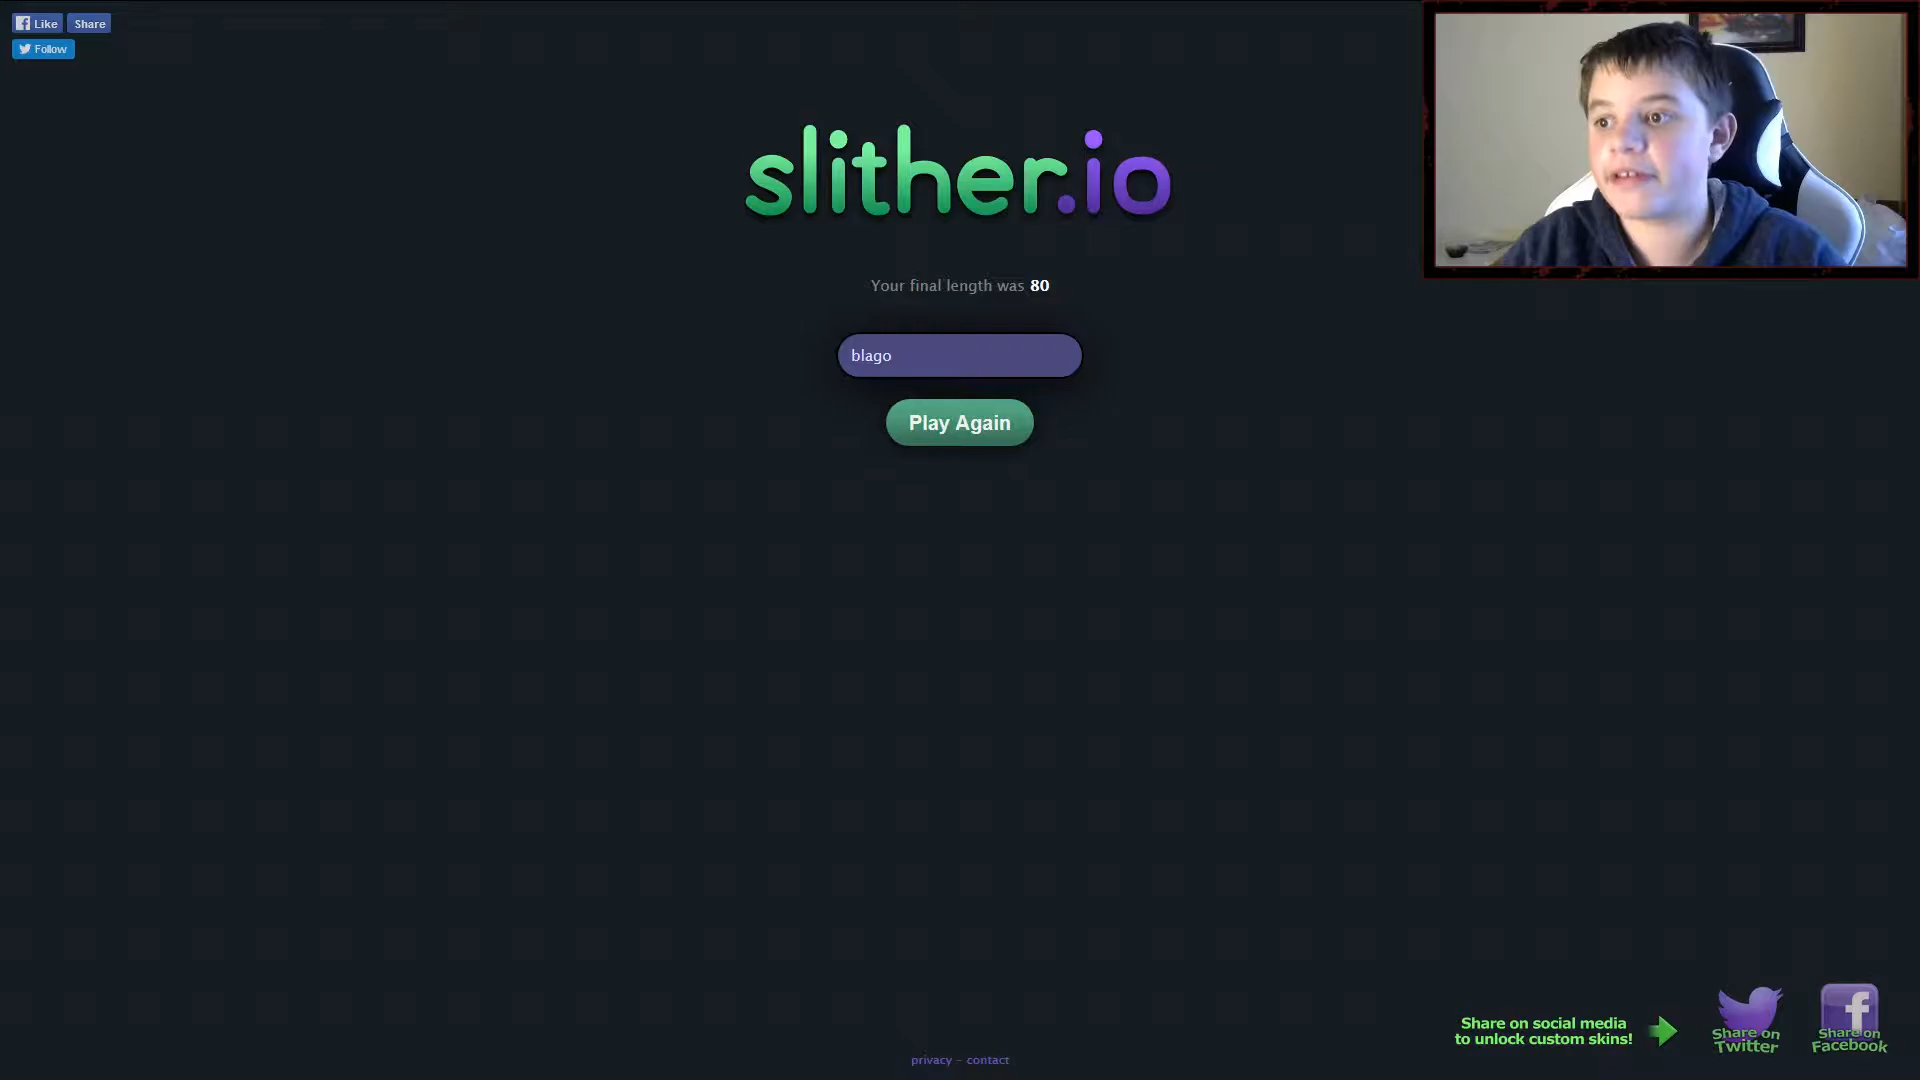 Like Share
Follow
slither.io
Your final length was 80
blago
Play Again
Share on social media
to unlock custom skins!
Share on
Twitter
Share on
Facebook
privacy - contact